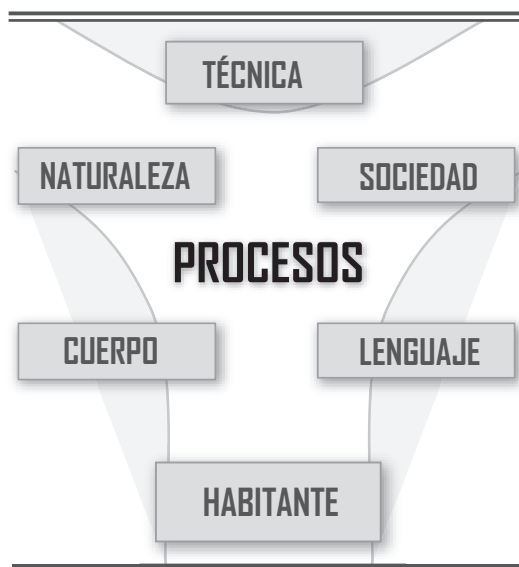 TÉCNICA
NATURALEZA
SOCIEDAD
PROCESOS
CUERPO
LENGUAJE
HABITANTE